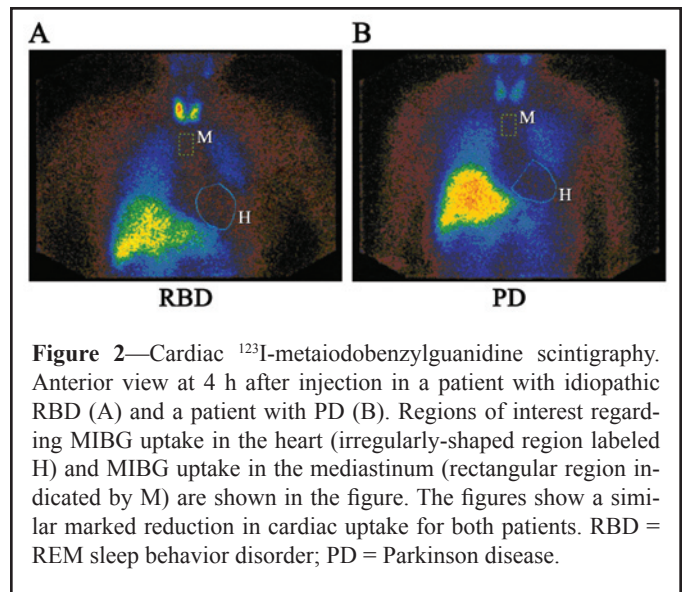 A
B
M
M
H
H
RBD
PD
Figure 2—Cardiac ¹²³I-metaiodobenzylguanidine scintigraphy.
Anterior view at 4 h after injection in a patient with idiopathic
RBD (A) and a patient with PD (B). Regions of interest regard-
ing MIBG uptake in the heart (irregularly-shaped region labeled
H) and MIBG uptake in the mediastinum (rectangular region in-
dicated by M) are shown in the figure. The figures show a simi-
lar marked reduction in cardiac uptake for both patients. RBD =
REM sleep behavior disorder; PD = Parkinson disease.